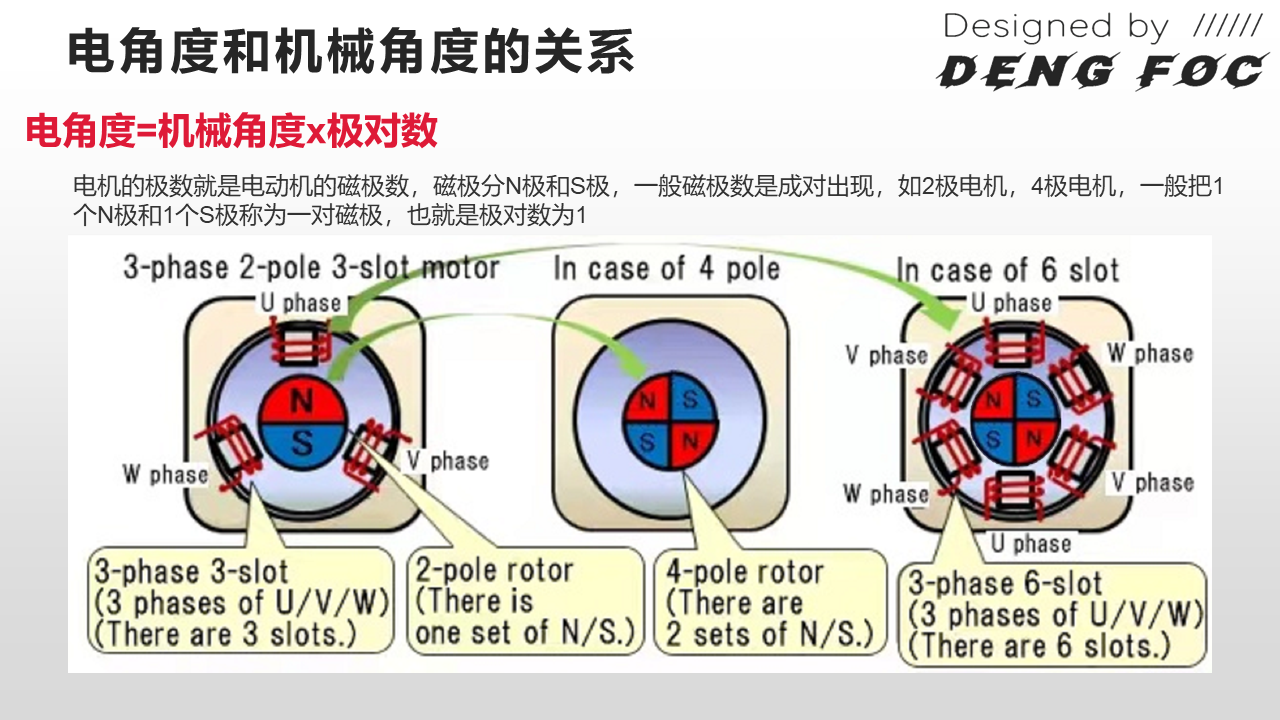 电角度和机械角度的关系
Designed by //////
DENG FOC
电角度=机械角度x极对数
电机的极数就是电动机的磁极数，磁极分N极和S极，一般磁极数是成对出现，如2极电机，4极电机，一般把1
个N极和1个S极称为一对磁极，也就是极对数为1
3-phase 2-pole 3-slot motor
In case of 4 pole
In case of 6 slot
U phase
N
S
W phase
V phase
N S
S N
U phase
V phase
W phase
N S
S N
W phase
V phase
U phase
3-phase 3-slot
(3 phases of U/V/W)
(There are 3 slots.)
2-pole rotor
(There is
one set of N/S.)
4-pole rotor
(There are
2 sets of N/S.)
3-phase 6-slot
(3 phases of U/V/W)
(There are 6 slots.)